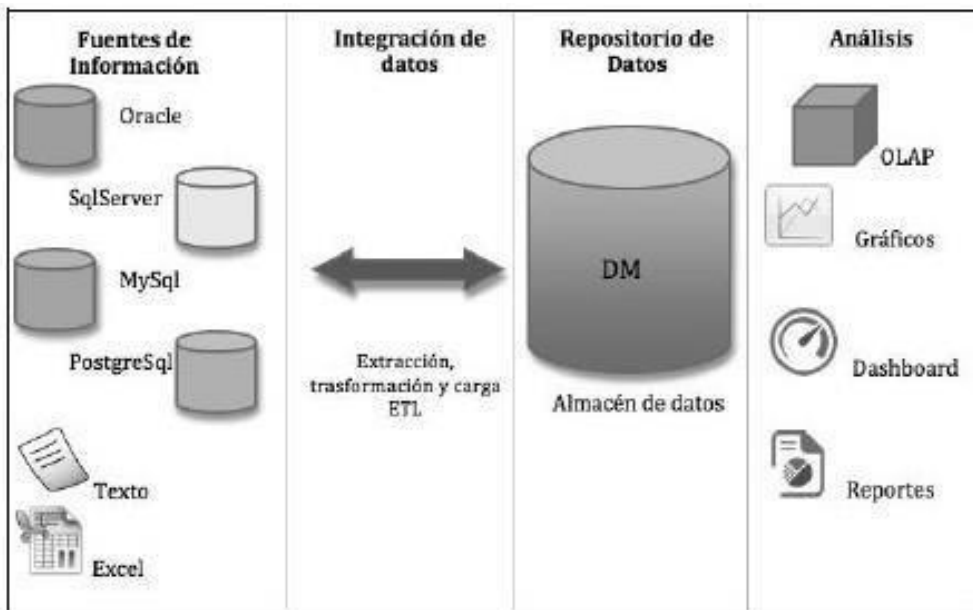 Fuentes de
Información
Oracle
SqlServer
MySql
PostgreSql
Texto
Excel
Integración de
datos
Extracción,
trasformación y carga
ETL
Repositorio de
Datos
DM
Almacén de datos
Análisis
OLAP
Gráficos
Dashboard
Reportes